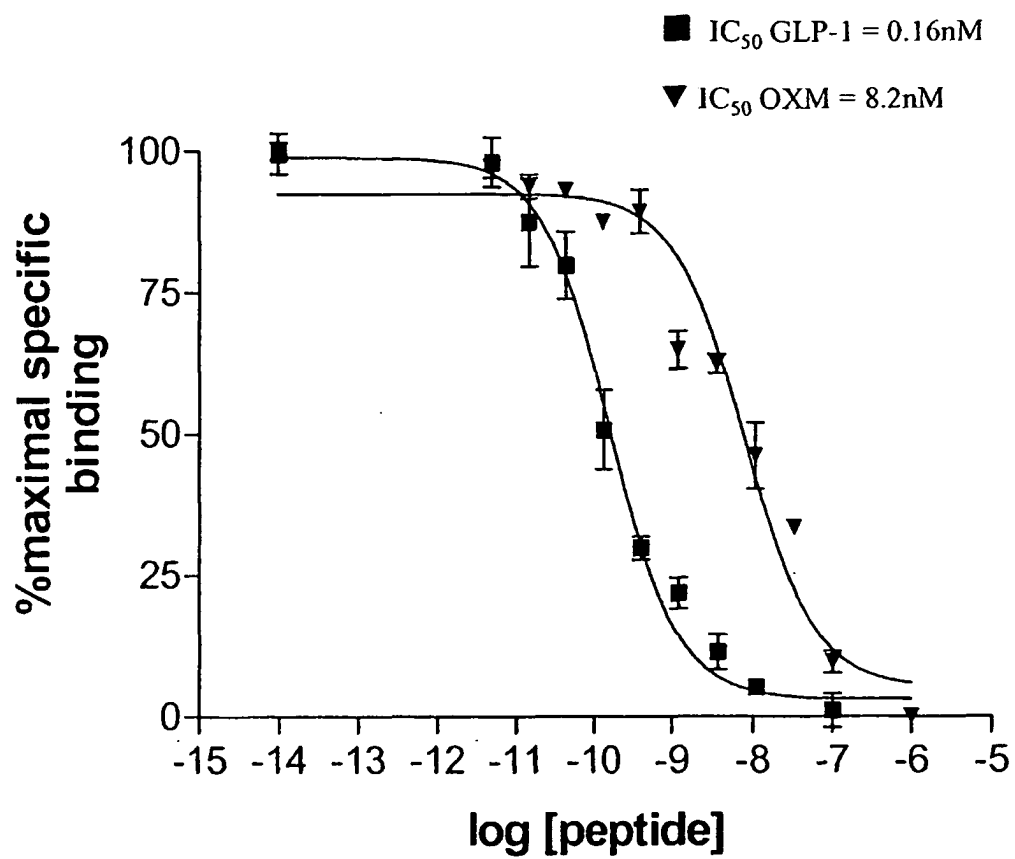 IC50 GLP-1 = 0.16nM
IC50 OXM = 8.2nM
%maximal specific
binding
100
75
50
25
0
-15 -14 -13 -12 -11 -10 -9 -8 -7 -6 -5
log [peptide]